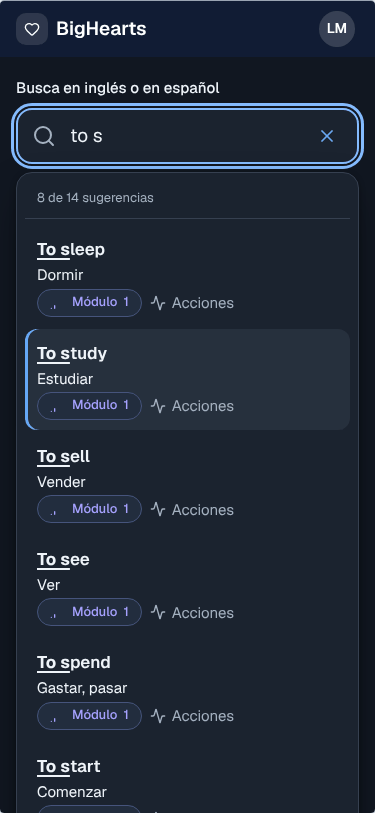 BigHearts
LM
Busca en inglés o en español
to s
8 de 14 sugerencias
To sleep
Dormir
Módulo 1
Acciones
To study
Estudiar
Módulo 1
Acciones
To sell
Vender
Módulo 1
Acciones
To see
Ver
Módulo 1
Acciones
To spend
Gastar, pasar
Módulo 1
Acciones
To start
Comenzar